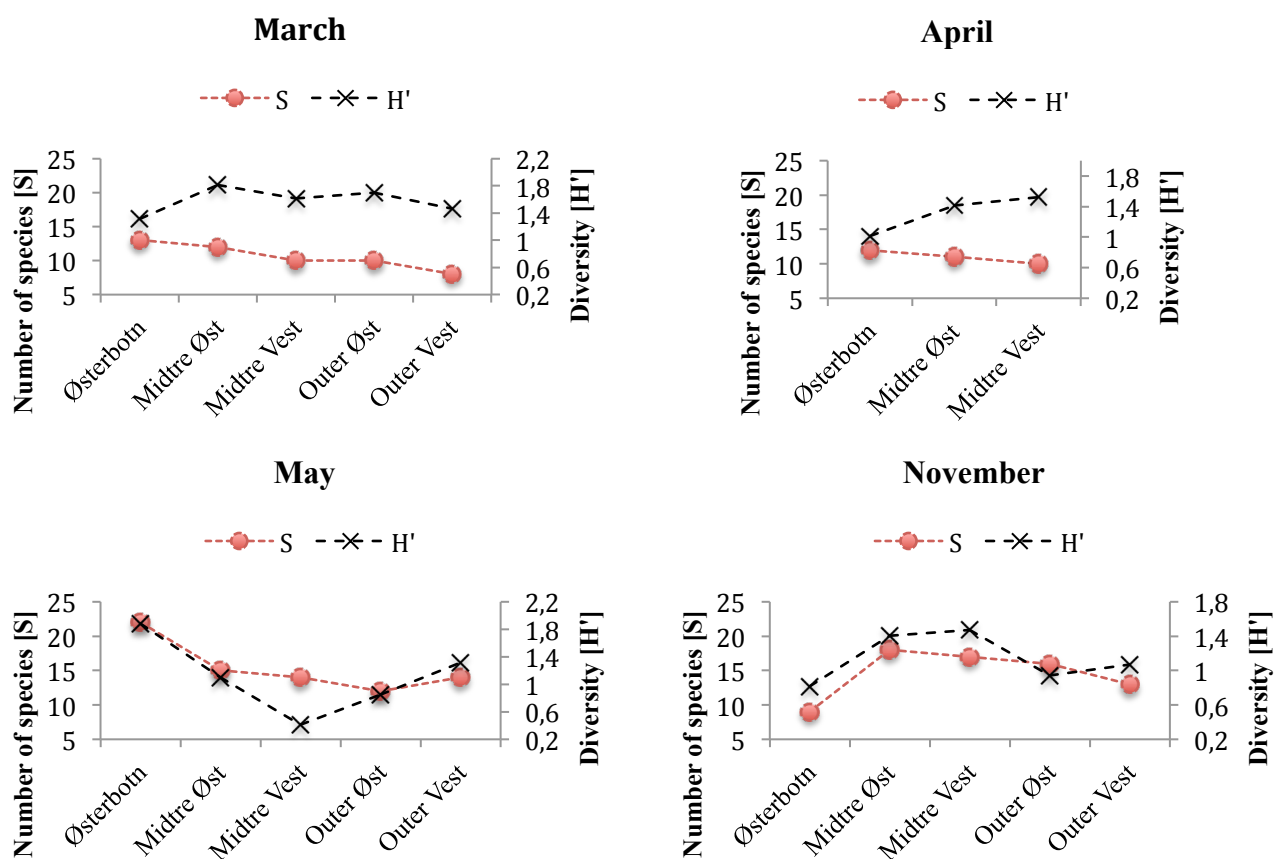 March
S H'
Number of species [S]
25
20
15
10
5
2,2
1,8
1,4
1
0,6
0,2
Diversity [H']
Østerbotn
Midtre Øst
Midtre Vest
Outer Øst
Outer Vest
April
S H'
Number of species [S]
25
20
15
10
5
1,8
1,4
1
0,6
0,2
Diversity [H']
Østerbotn
Midtre Øst
Midtre Vest
May
S H'
Number of species [S]
25
20
15
10
5
2,2
1,8
1,4
1
0,6
0,2
Diversity [H']
Østerbotn
Midtre Øst
Midtre Vest
Outer Øst
Outer Vest
November
S H'
Number of species [S]
25
20
15
10
5
1,8
1,4
1
0,6
0,2
Diversity [H']
Østerbotn
Midtre Øst
Midtre Vest
Outer Øst
Outer Vest